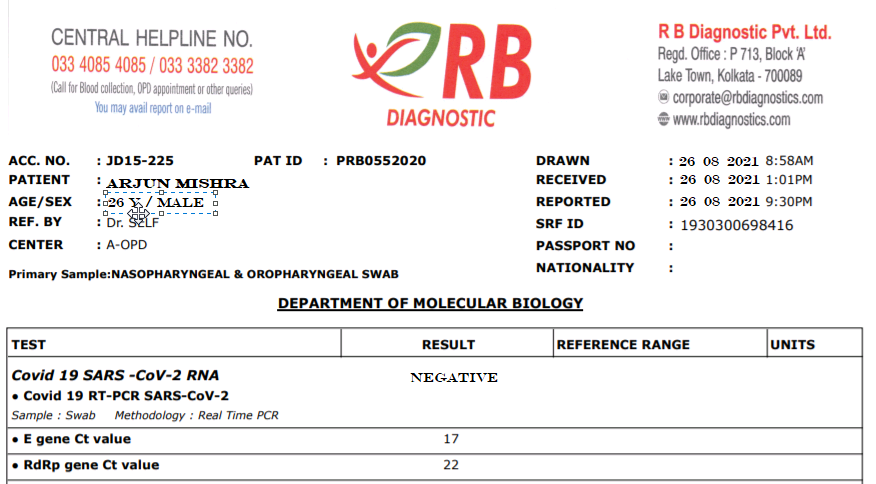 CENTRAL HELPLINE NO.
033 4085 4085 / 033 3382 3382
(Call for Blood collection, OPD appointment or other queries)
You may avail report on e-mail
RB
DIAGNOSTIC
R B Diagnostic Pvt. Ltd.
Regd. Office : P 713, Block 'A'
Lake Town, Kolkata - 700089
corporate@rbdiagnostics.com
www.rbdiagnostics.com
ACC. NO. : JD15-225 PAT ID : PRB0552020 DRAWN : 26 08 2021 8:58AM
PATIENT : ARJUN MISHRA RECEIVED : 26 08 2021 1:01PM
AGE/SEX : 26 Y / MALE REPORTED : 26 08 2021 9:30PM
REF. BY : Dr. SELF SRF ID : 1930300698416
CENTER : A-OPD PASSPORT NO :
NATIONALITY :
Primary Sample:NASOPHARYNGEAL & OROPHARYNGEAL SWAB
DEPARTMENT OF MOLECULAR BIOLOGY
TEST RESULT REFERENCE RANGE UNITS
Covid 19 SARS -CoV-2 RNA NEGATIVE
• Covid 19 RT-PCR SARS-CoV-2
Sample : Swab Methodology : Real Time PCR
• E gene Ct value 17
• RdRp gene Ct value 22